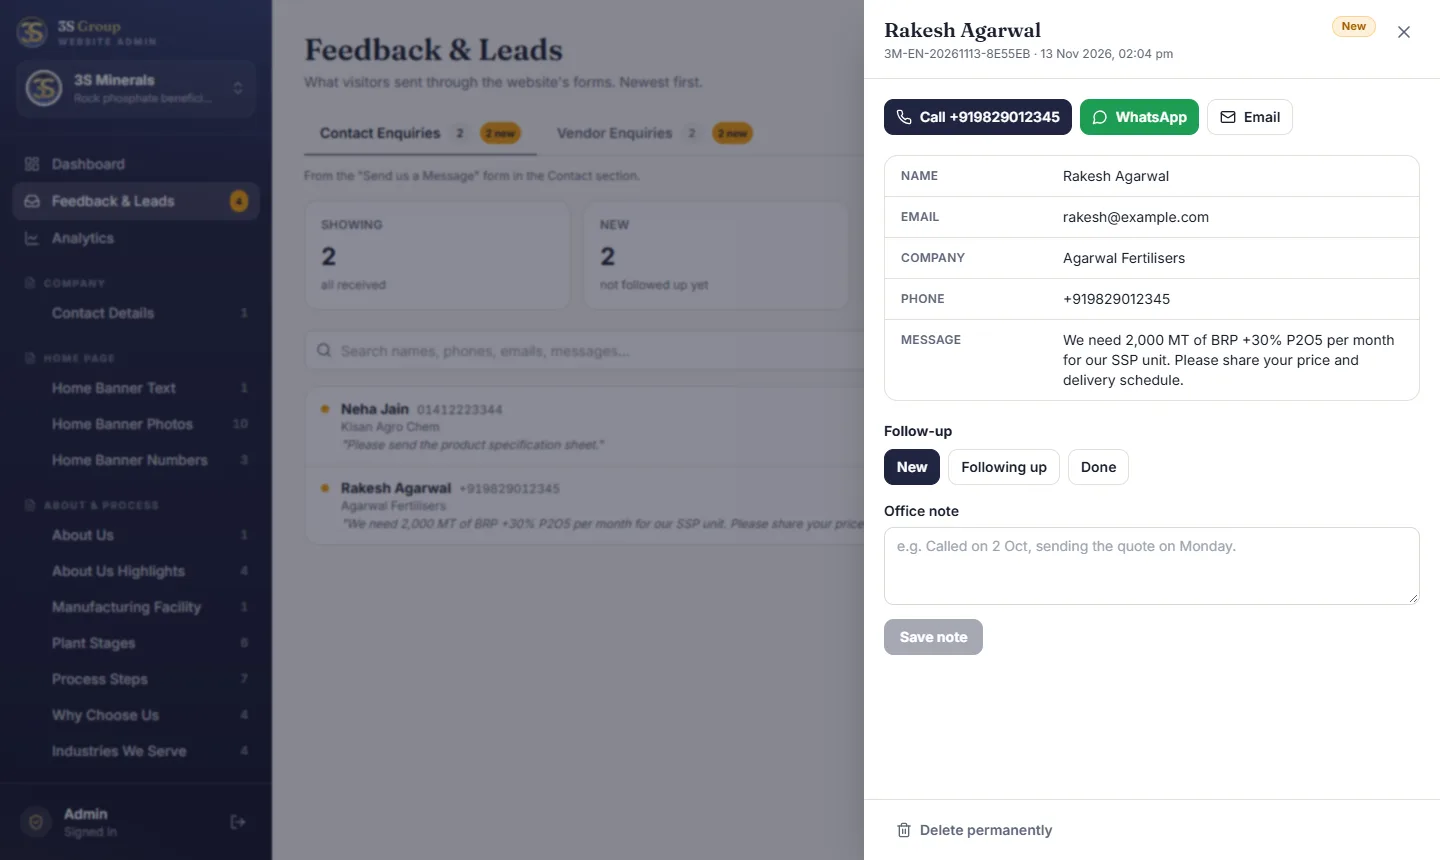 3S Group
WEBSITE ADMIN
3S Minerals
Rock phosphate benefici...
Dashboard
Feedback & Leads 4
Analytics
COMPANY
Contact Details 1
HOME PAGE
Home Banner Text 1
Home Banner Photos 10
Home Banner Numbers 3
ABOUT & PROCESS
About Us 1
About Us Highlights 4
Manufacturing Facility 1
Plant Stages 6
Process Steps 7
Why Choose Us 4
Industries We Serve 4
Admin
Signed in
Feedback & Leads
What visitors sent through the website's forms. Newest first.
Contact Enquiries 2 2 new Vendor Enquiries 2 2 new
From the "Send us a Message" form in the Contact section.
SHOWING
2
all received
NEW
2
not followed up yet
Search names, phones, emails, messages...
Neha Jain 01412223344
Kisan Agro Chem
"Please send the product specification sheet."
Rakesh Agarwal +919829012345
Agarwal Fertilisers
"We need 2,000 MT of BRP +30% P2O5 per month for our SSP unit. Please share your price
Rakesh Agarwal
New
3M-EN-20261113-8E55EB · 13 Nov 2026, 02:04 pm
Call +919829012345 WhatsApp Email
NAME Rakesh Agarwal
EMAIL rakesh@example.com
COMPANY Agarwal Fertilisers
PHONE +919829012345
MESSAGE We need 2,000 MT of BRP +30% P2O5 per month
for our SSP unit. Please share your price and
delivery schedule.
Follow-up
New Following up Done
Office note
e.g. Called on 2 Oct, sending the quote on Monday.
Save note
Delete permanently